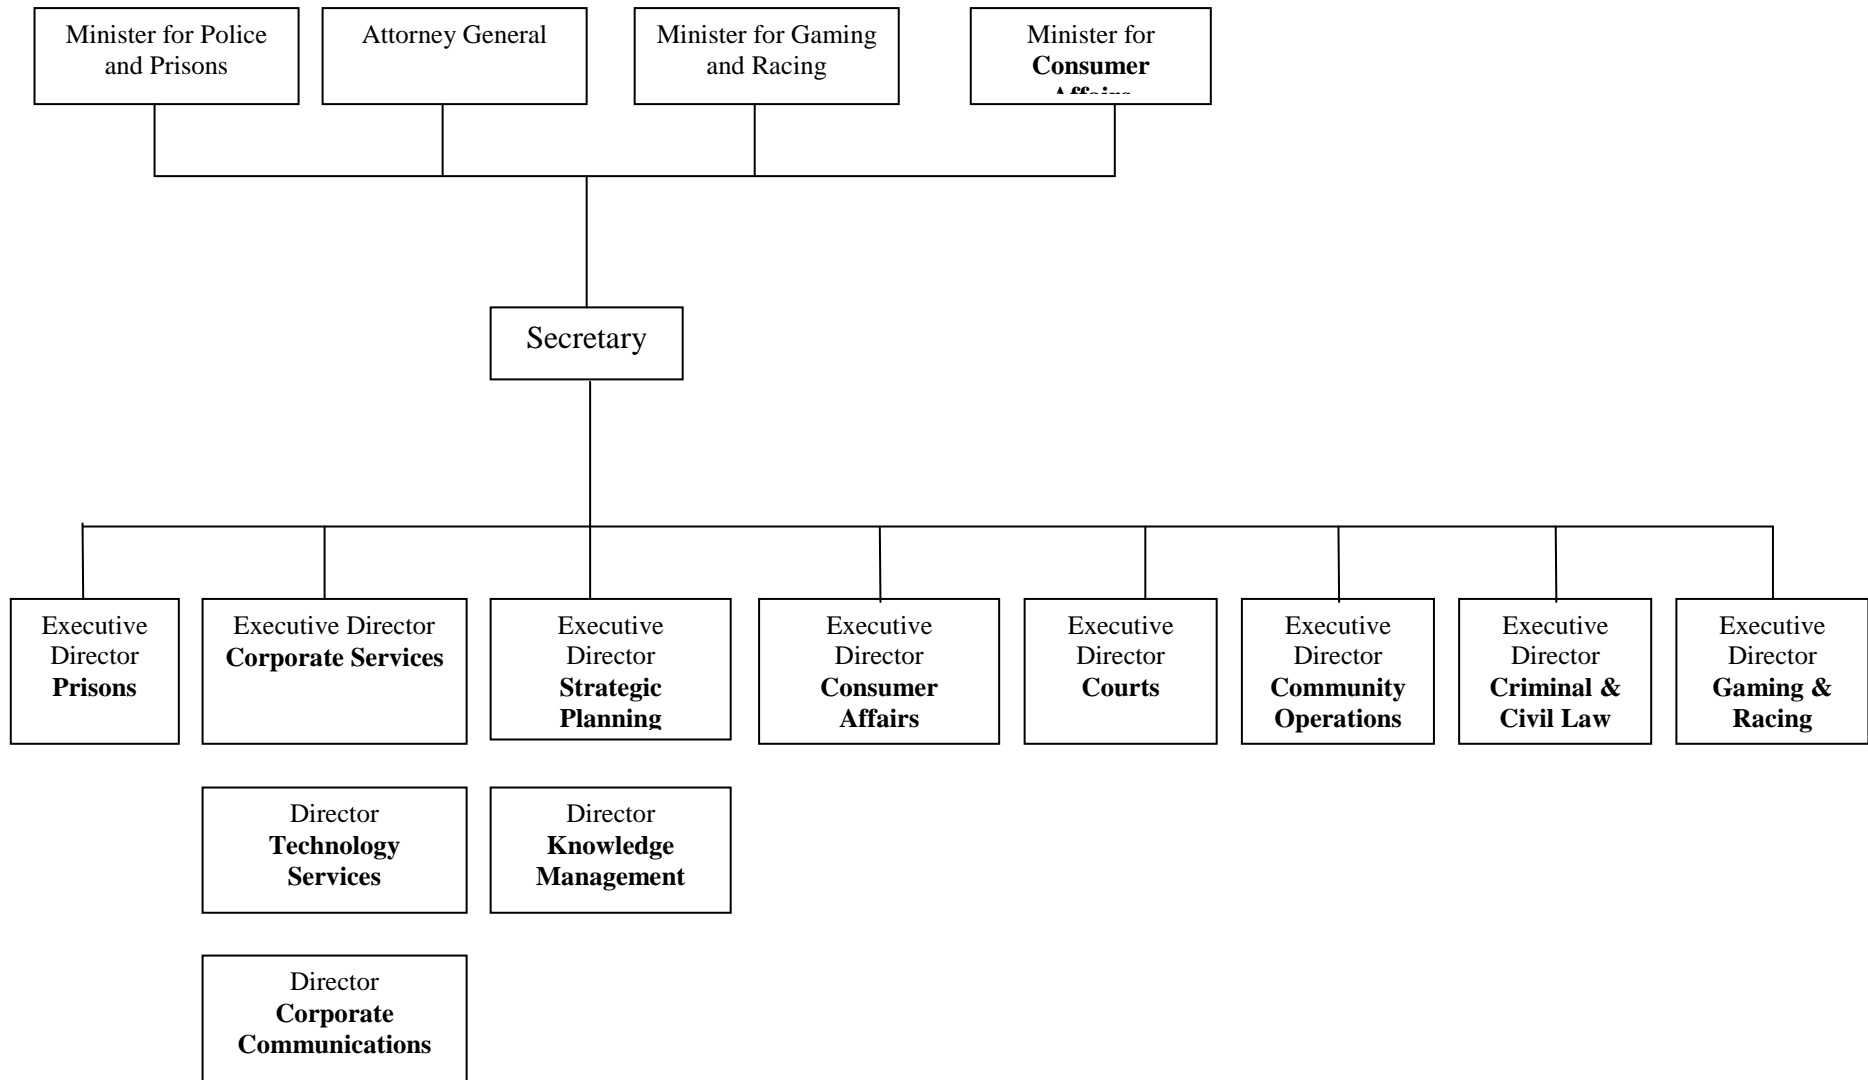 Minister for Police
and Prisons
Attorney General
Minister for Gaming
and Racing
Minister for
Consumer
Affairs
Secretary
Executive
Director
Prisons
Executive Director
Corporate Services
Executive
Director
Strategic
Planning
Executive
Director
Consumer
Affairs
Executive
Director
Courts
Executive
Director
Community
Operations
Executive
Director
Criminal &
Civil Law
Executive
Director
Gaming &
Racing
Director
Technology
Services
Director
Knowledge
Management
Director
Corporate
Communications